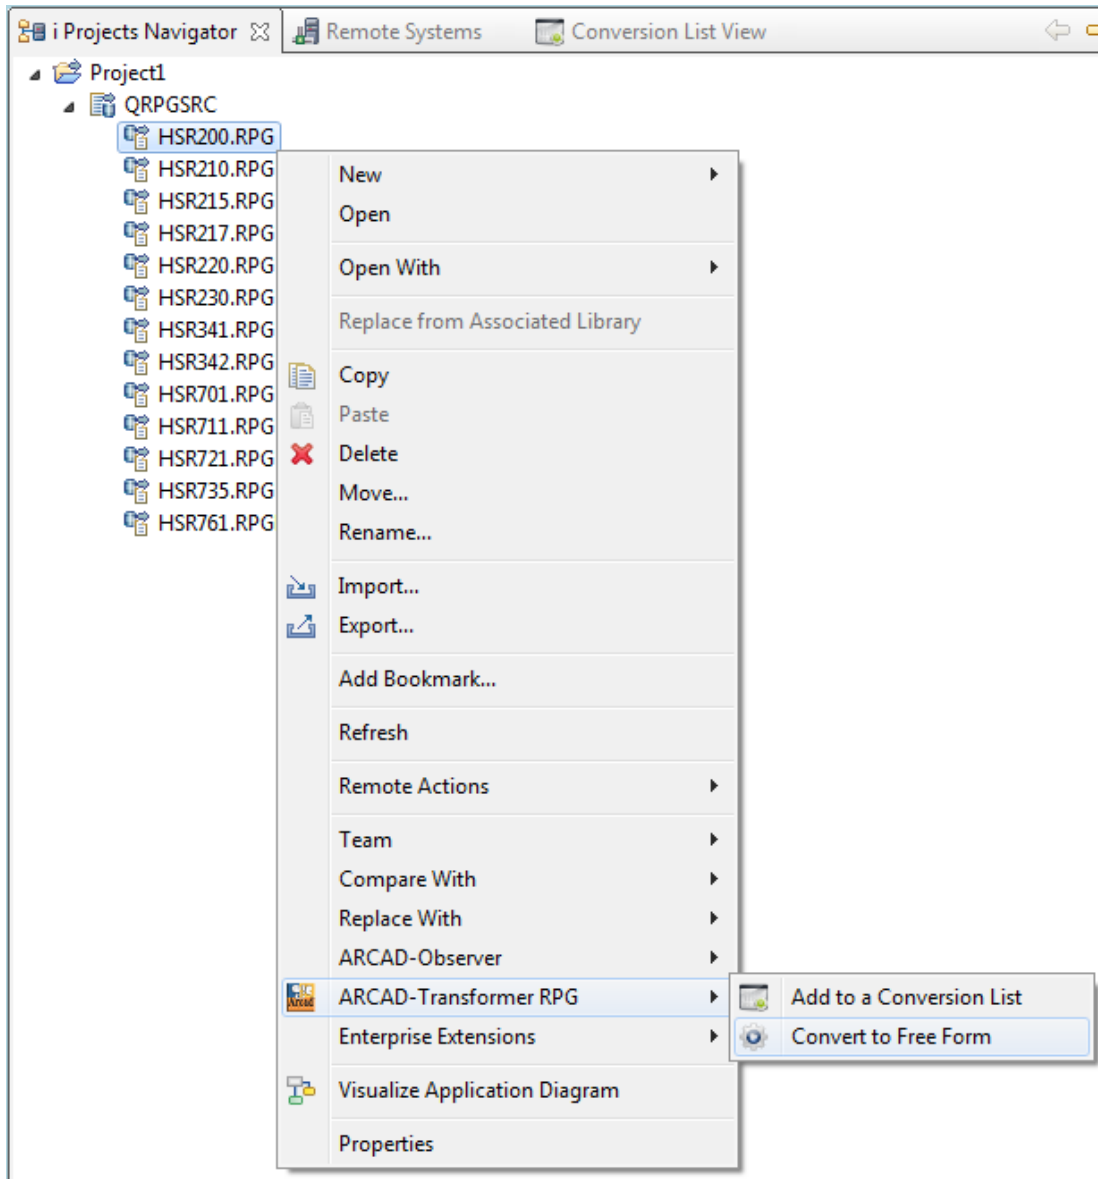 i Projects Navigator Remote Systems Conversion List View
Project1
QRPGSRC
HSR200.RPG
HSR210.RPG
HSR215.RPG
HSR217.RPG
HSR220.RPG
HSR230.RPG
HSR341.RPG
HSR342.RPG
HSR701.RPG
HSR711.RPG
HSR721.RPG
HSR735.RPG
HSR761.RPG
New
Open
Open With
Replace from Associated Library
Copy
Paste
Delete
Move...
Rename...
Import...
Export...
Add Bookmark...
Refresh
Remote Actions
Team
Compare With
Replace With
ARCAD-Observer
Arcad ARCAD-Transformer RPG
Enterprise Extensions
Visualize Application Diagram
Properties
Add to a Conversion List
Convert to Free Form